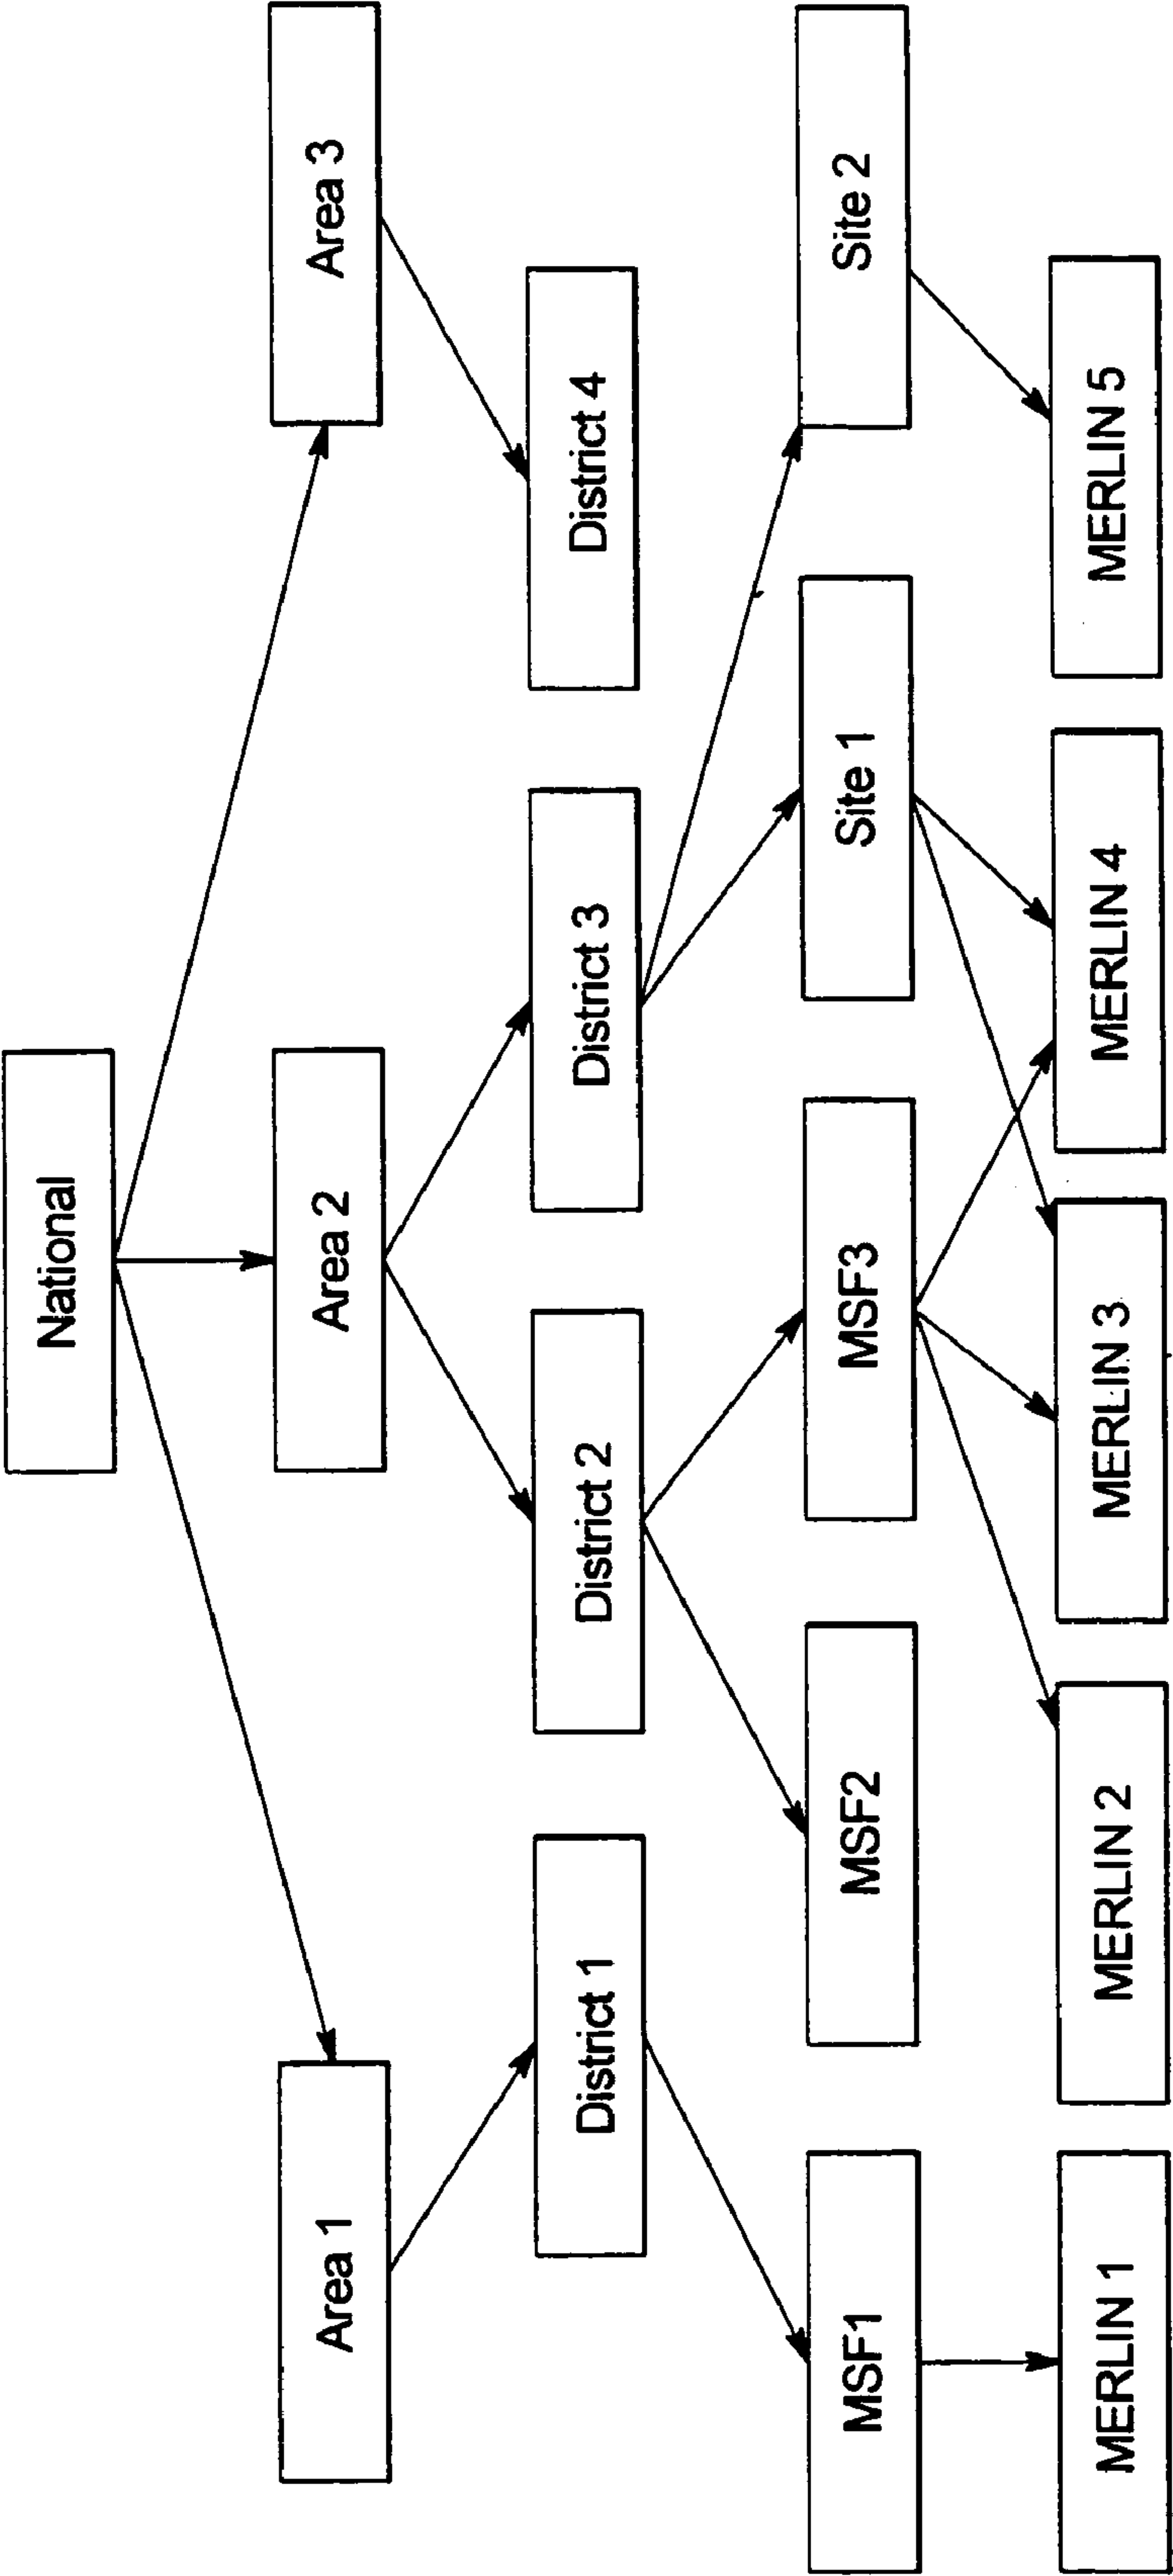 National
Area 1
Area 2
Area 3
District 1
District 2
District 3
District 4
MSF1
MSF2
MSF3
Site 1
Site 2
MERLIN 1
MERLIN 2
MERLIN 3
MERLIN 4
MERLIN 5